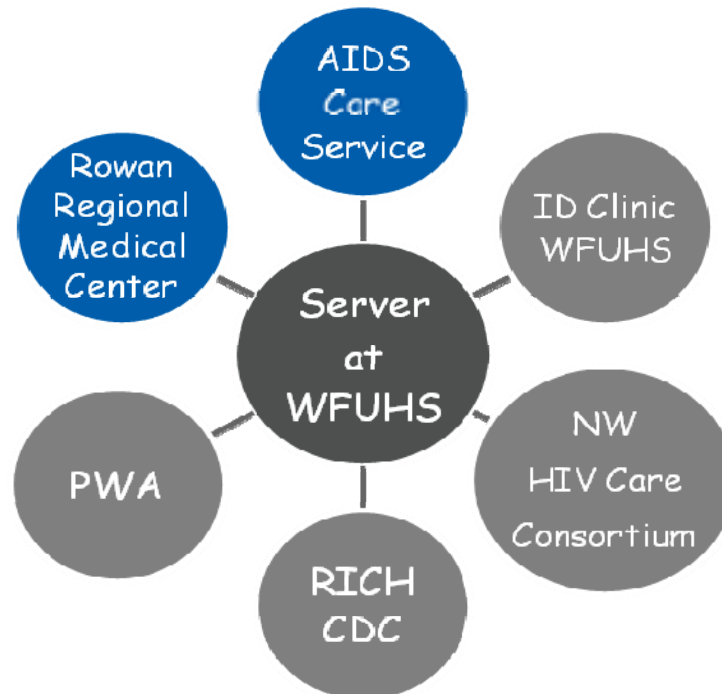 AIDS
Care
Service
Rowan
Regional
Medical
Center
ID Clinic
WFUHS
Server
at
WFUHS
PWA
NW
HIV Care
Consortium
RICH
CDC